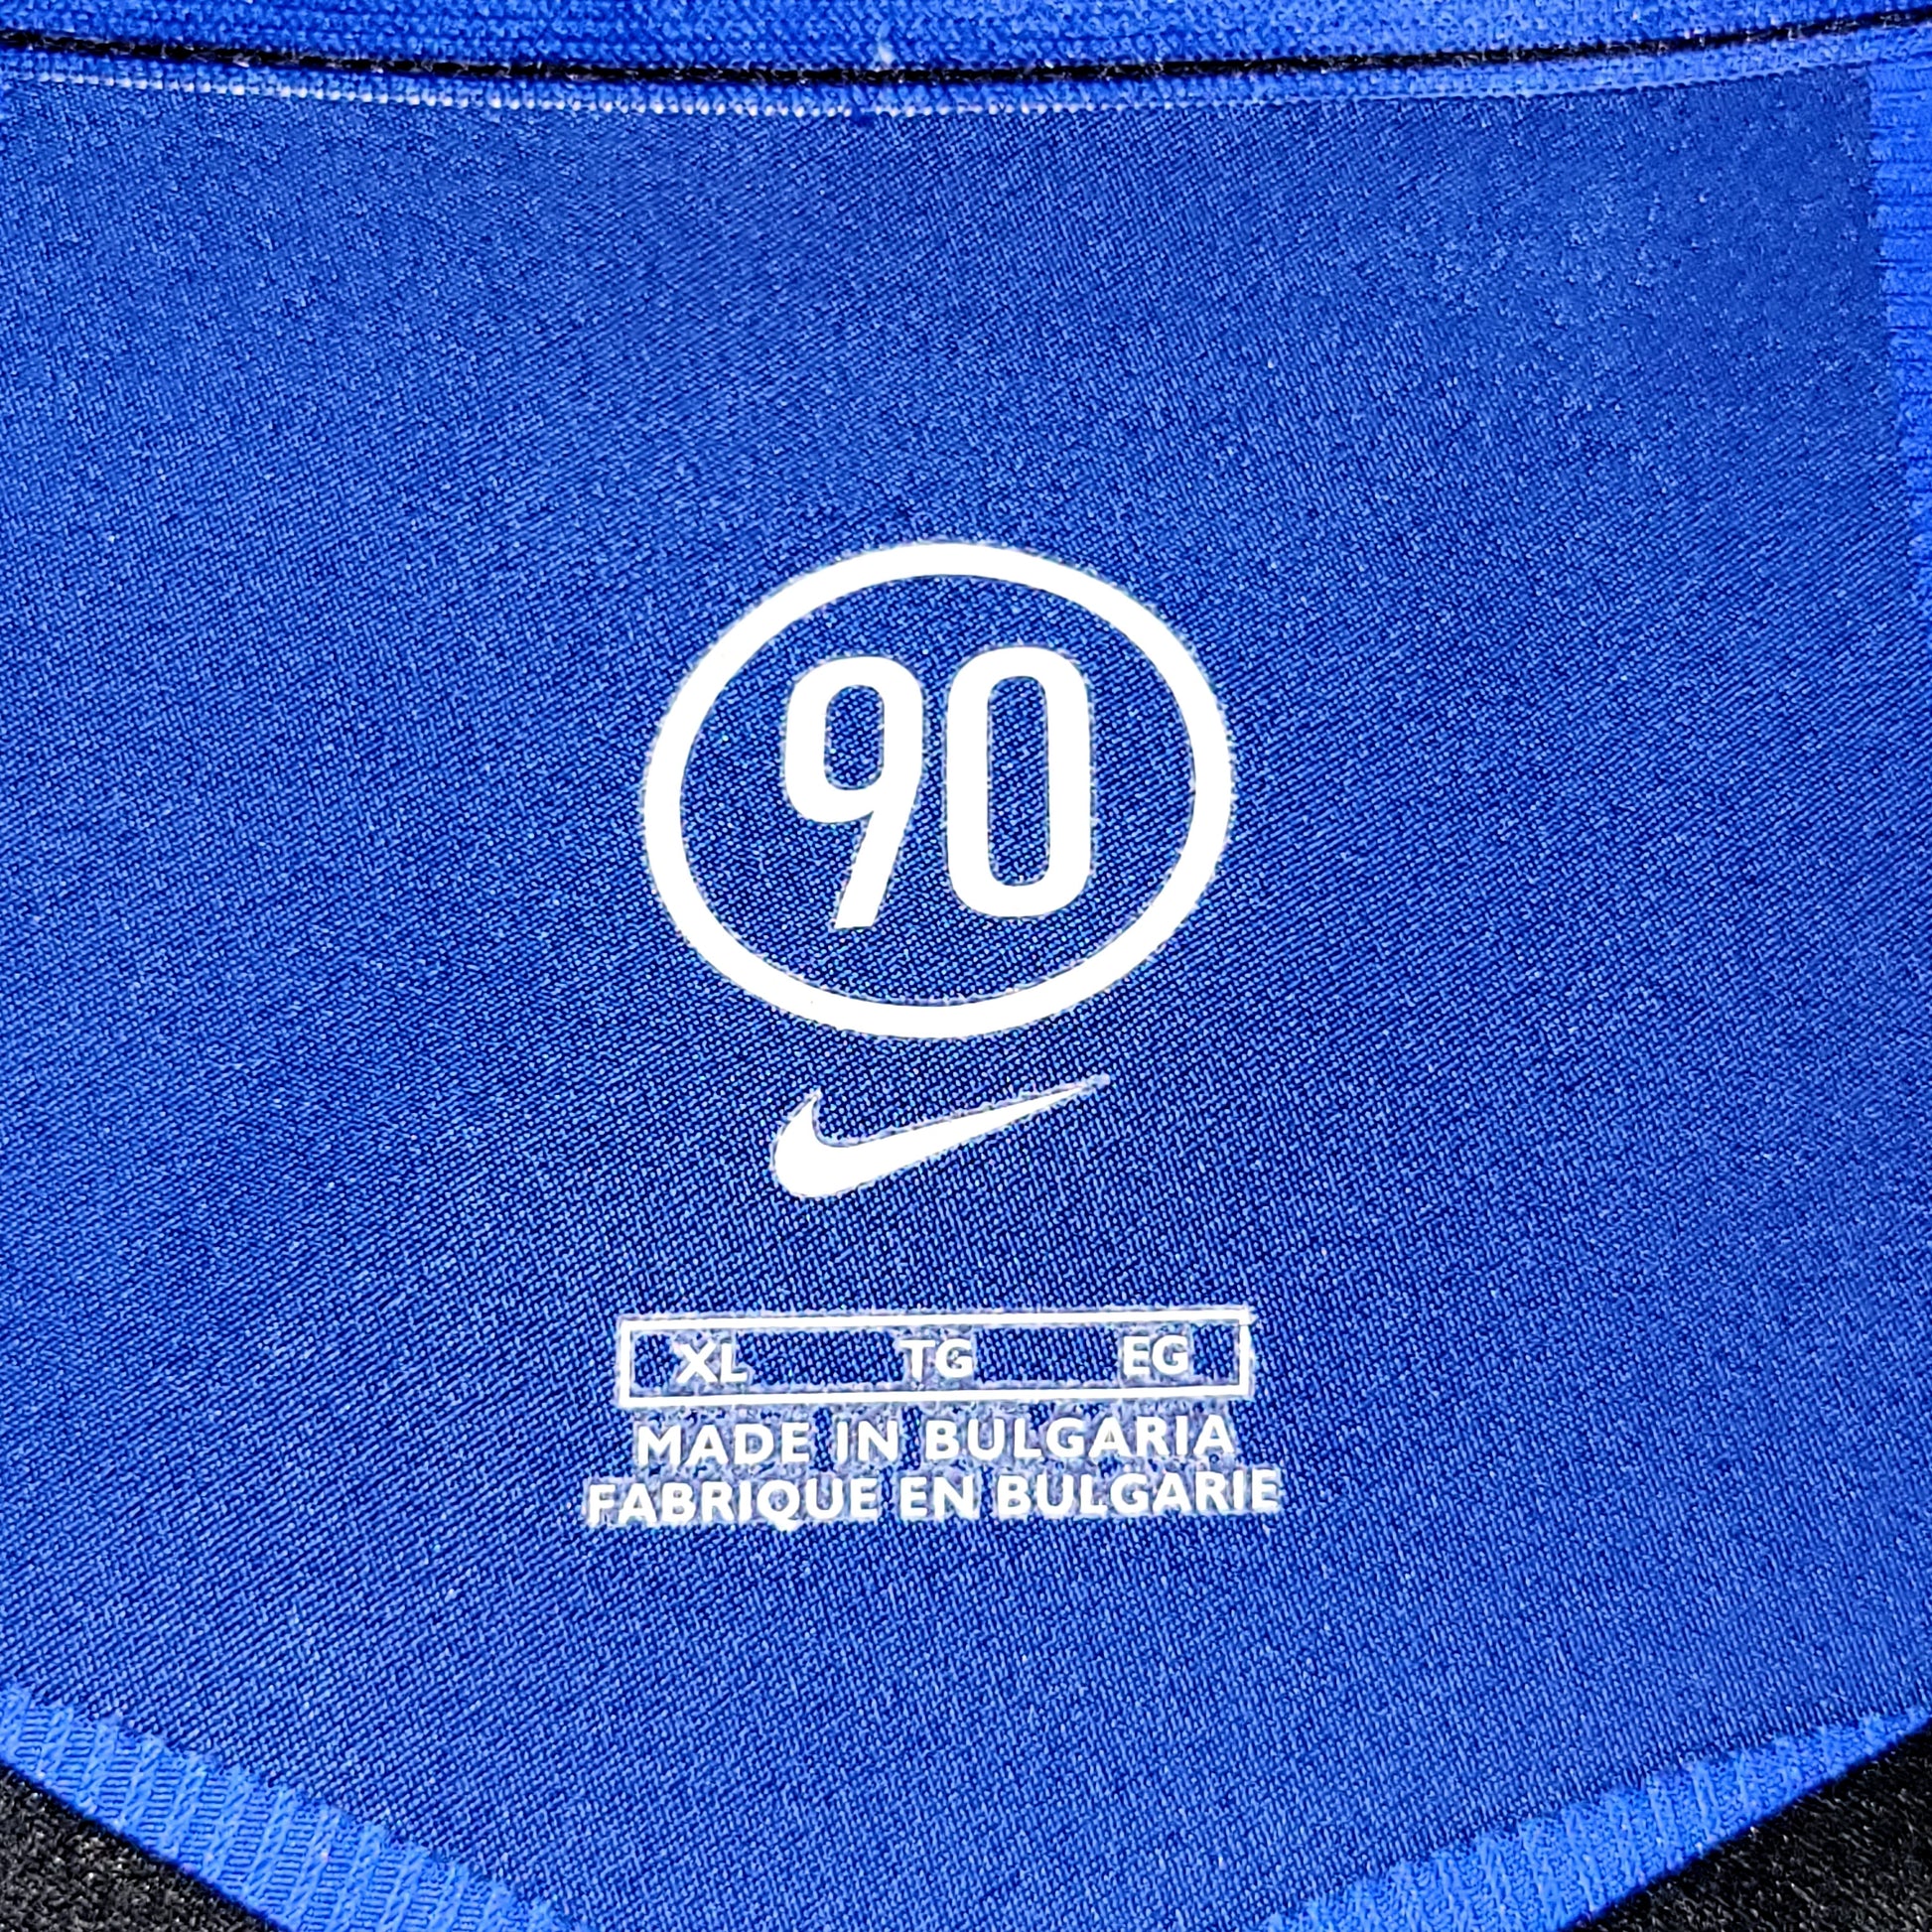 90
XL TG EG
MADE IN BULGARIA
FABRIQUE EN BULGARIE